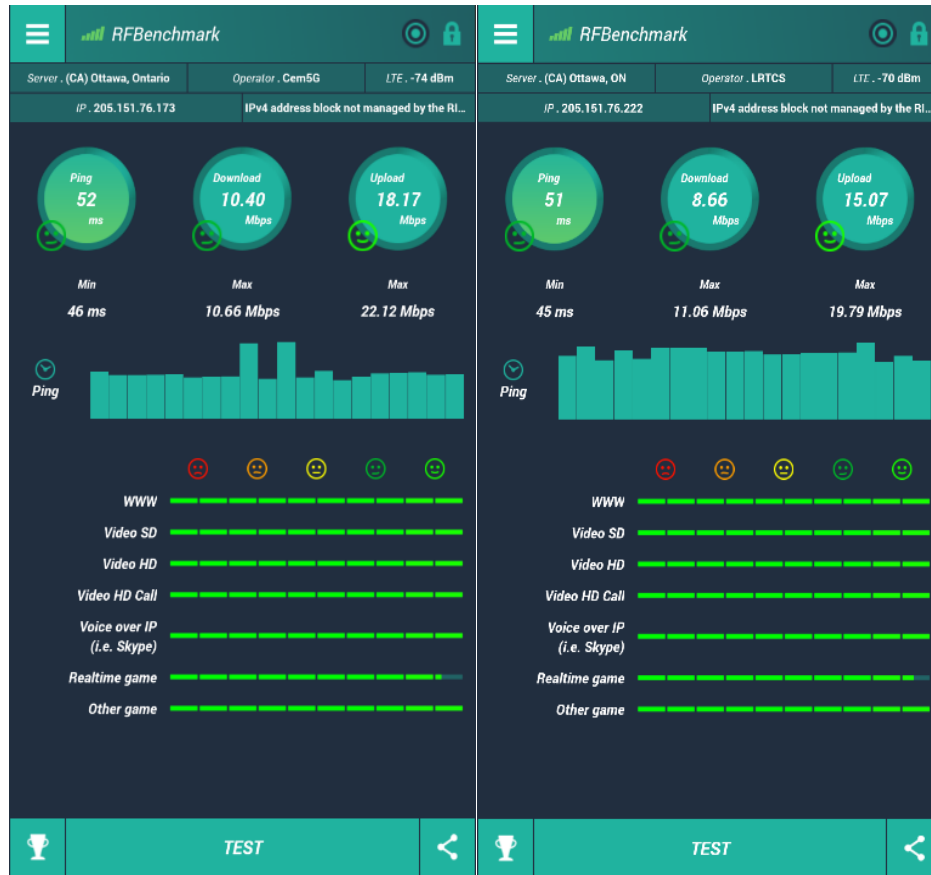 RFBenchmark
Server . (CA) Ottawa, Ontario
Operator . Cem5G
LTE . -74 dBm
IP . 205.151.76.173
IPv4 address block not managed by the RI...
Ping
52
ms
Download
10.40
Mbps
Upload
18.17
Mbps
Min
46 ms
Max
10.66 Mbps
Max
22.12 Mbps
Ping
WWW
Video SD
Video HD
Video HD Call
Voice over IP
(i.e. Skype)
Realtime game
Other game
TEST
RFBenchmark
Server . (CA) Ottawa, ON
Operator . LRTCS
LTE . -70 dBm
IP . 205.151.76.222
IPv4 address block not managed by the RI...
Ping
51
ms
Download
8.66
Mbps
Upload
15.07
Mbps
Min
45 ms
Max
11.06 Mbps
Max
19.79 Mbps
Ping
WWW
Video SD
Video HD
Video HD Call
Voice over IP
(i.e. Skype)
Realtime game
Other game
TEST